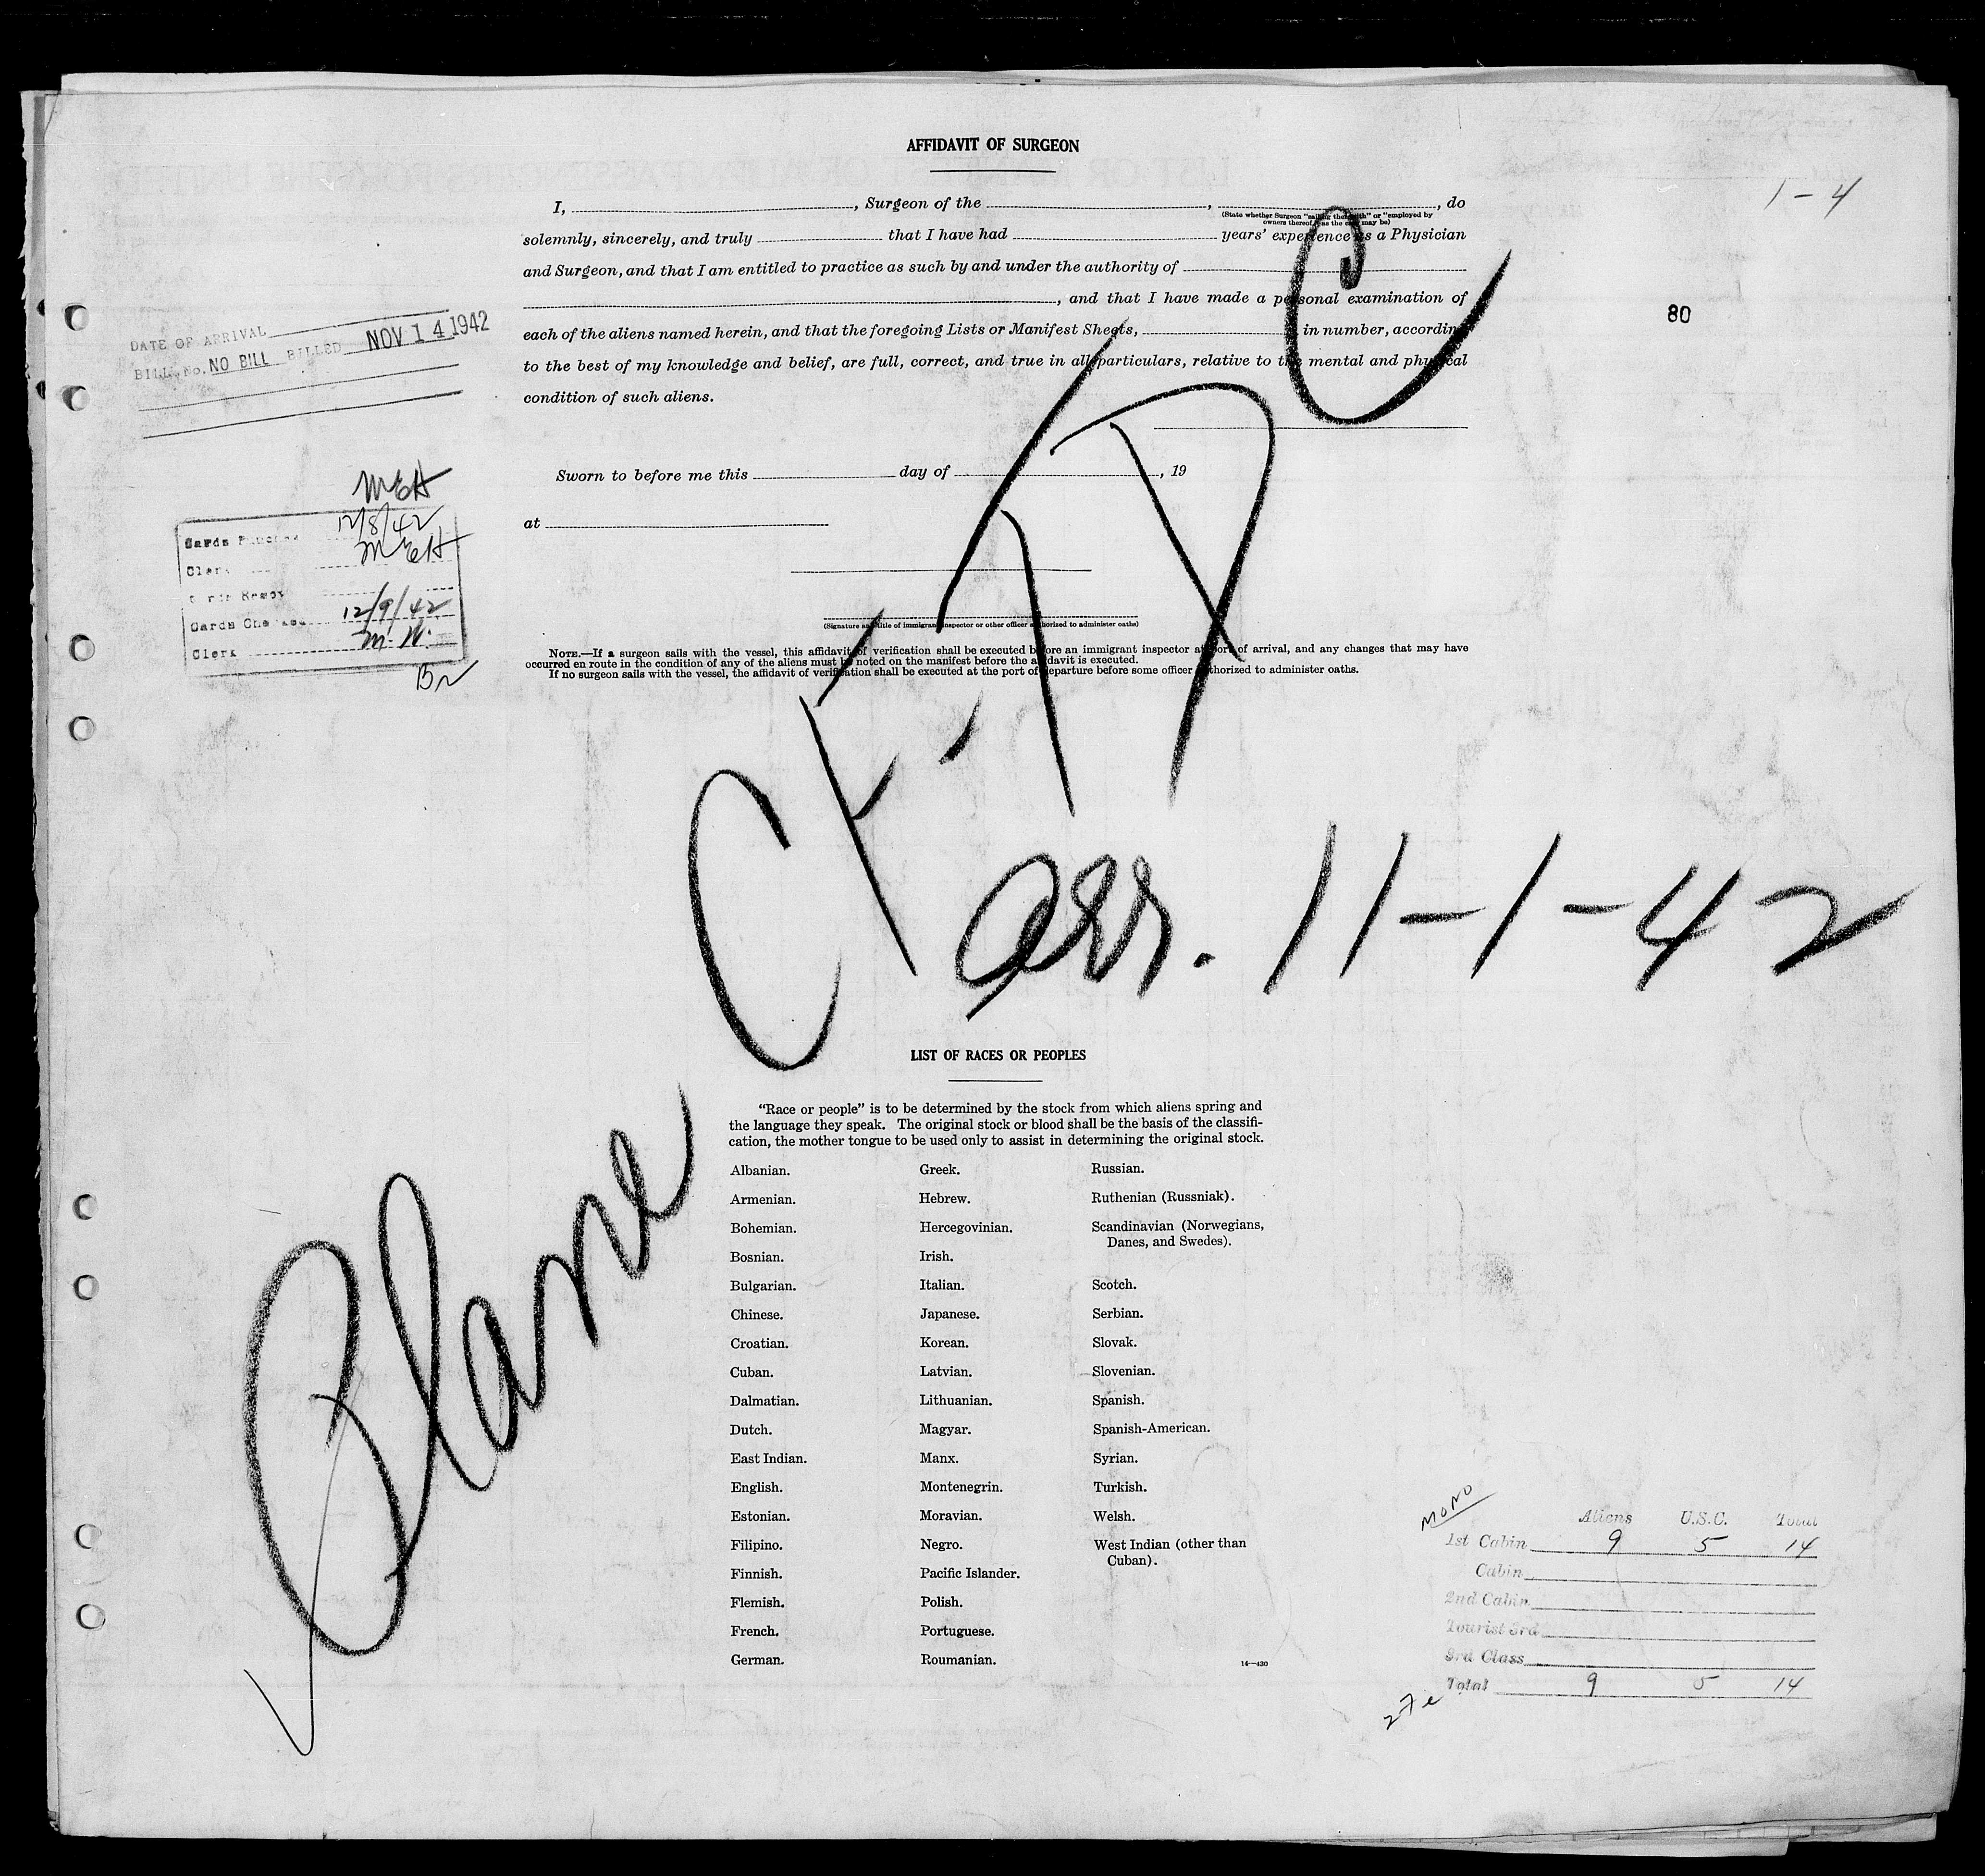 AFFIDAVIT OF SURGEON
1-4
I, , Surgeon of the , , do
(State whether Surgeon "sailing therewith" or "employed by
owners thereof," as the case may be)
solemnly, sincerely, and truly that I have had years' experience as a Physician
and Surgeon, and that I am entitled to practice as such by and under the authority of
, and that I have made a personal examination of
each of the aliens named herein, and that the foregoing Lists or Manifest Sheets, in number, according
to the best of my knowledge and belief, are full, correct, and true in all particulars, relative to the mental and physical
condition of such aliens.
80
DATE OF ARRIVAL
BILL No. NO BILL BILLED NOV 14 1942
Sworn to before me this day of , 19
at
(Signature and title of immigrant inspector or other officer authorized to administer oaths)
MEH
Cards Punched 12/8/42
Clerk MEH
Cards Checked 12/9/42
Clerk M.W.
NOTE.—If a surgeon sails with the vessel, this affidavit of verification shall be executed before an immigrant inspector at port of arrival, and any changes that may have
occurred en route in the condition of any of the aliens must be noted on the manifest before the affidavit is executed.
If no surgeon sails with the vessel, the affidavit of verification shall be executed at the port of departure before some officer authorized to administer oaths.
Plane CF-TDC
arr. 11-1-42
LIST OF RACES OR PEOPLES
"Race or people" is to be determined by the stock from which aliens spring and
the language they speak. The original stock or blood shall be the basis of the classifi-
cation, the mother tongue to be used only to assist in determining the original stock.
Albanian.
Armenian.
Bohemian.
Bosnian.
Bulgarian.
Chinese.
Croatian.
Cuban.
Dalmatian.
Dutch.
East Indian.
English.
Estonian.
Filipino.
Finnish.
Flemish.
French.
German.
Greek.
Hebrew.
Hercegovinian.
Irish.
Italian.
Japanese.
Korean.
Latvian.
Lithuanian.
Magyar.
Manx.
Montenegrin.
Moravian.
Negro.
Pacific Islander.
Polish.
Portuguese.
Roumanian.
Russian.
Ruthenian (Russniak).
Scandinavian (Norwegians,
Danes, and Swedes).
Scotch.
Serbian.
Slovak.
Slovenian.
Spanish.
Spanish-American.
Syrian.
Turkish.
Welsh.
West Indian (other than
Cuban).
14—430
MONO
Aliens U.S.C. Total
1st Cabin 9 5 14
Cabin
2nd Cabin
Tourist 3rd
3rd Class
Total 9 5 14